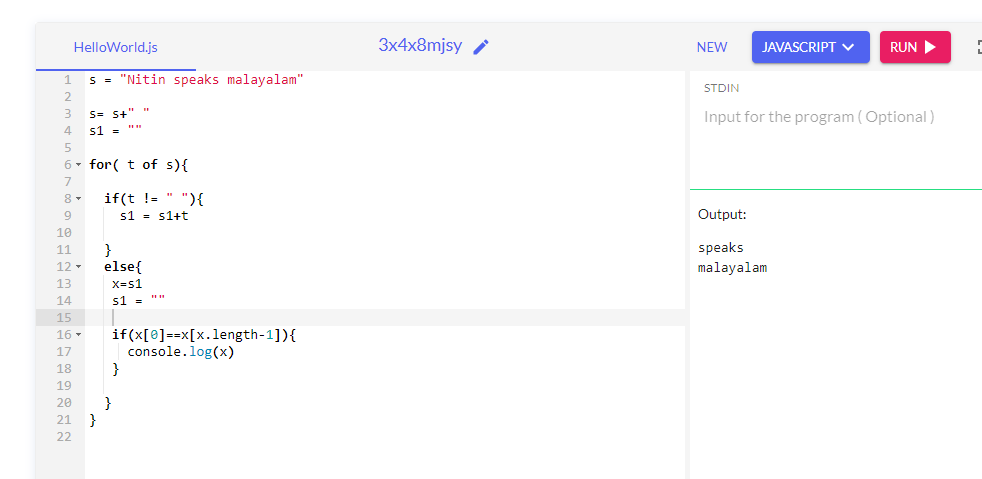 HelloWorld.js 3x4x8mjsy NEW JAVASCRIPT RUN
1 s = "Nitin speaks malayalam"
2
3 s= s+" "
4 s1 = ""
5
6 for( t of s){
7
8 if(t != " "){
9 s1 = s1+t
10
11 }
12 else{
13 x=s1
14 s1 = ""
15
16 if(x[0]==x[x.length-1]){
17 console.log(x)
18 }
19
20 }
21 }
22
STDIN
Input for the program ( Optional )
Output:
speaks
malayalam